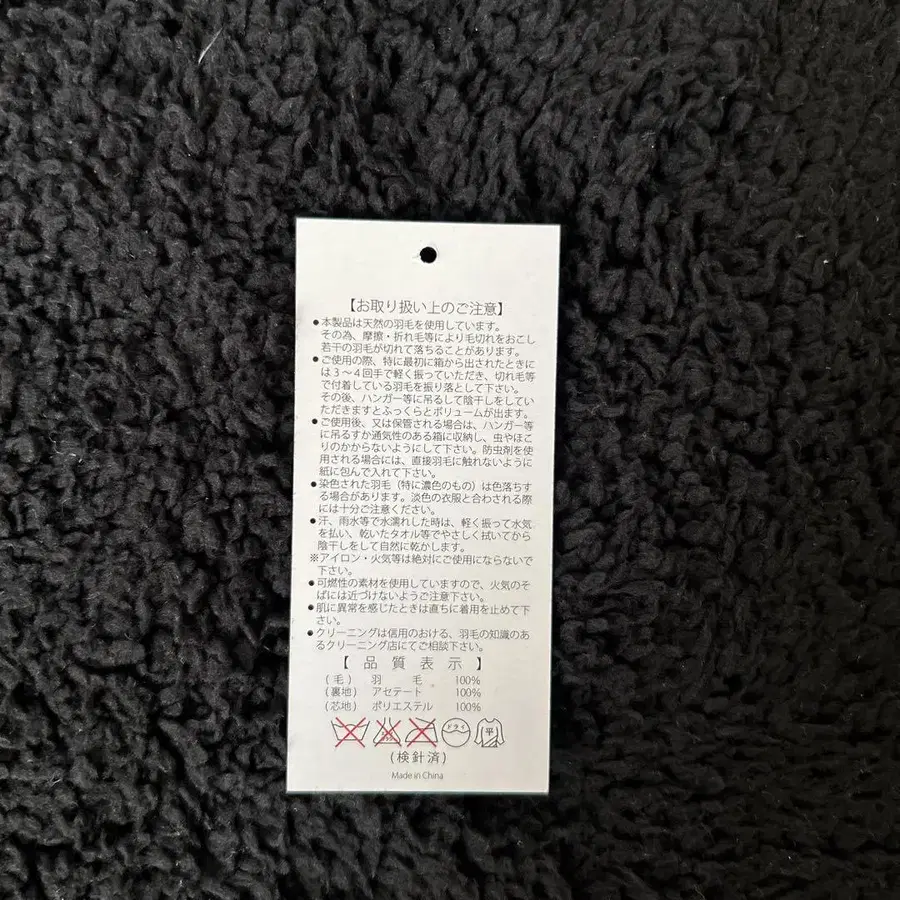 【お取り扱い上のご注意】
●本製品は天然の羽毛を使用しています。
その為、摩擦・折れ毛等により毛切れをおこし
若干の羽毛が切れて落ちることがあります。
●ご使用の際、特に最初に箱から出されたときに
は3〜4回手で軽く振っていただき、切れ毛等
で付着している羽毛を振り落として下さい。
その後、ハンガー等に吊るして陰干しをしてい
ただきますとふっくらとボリュームが出ます。
●ご使用後、又は保管される場合は、ハンガー等
に吊るすか通気性のある箱に収納し、虫やほこ
りのかからないようにして下さい。防虫剤を使
用される場合には、直接羽毛に触れないように
紙に包んで入れて下さい。
●染色された羽毛（特に濃色のもの）は色落ちす
る場合があります。淡色の衣服と合わされる際
には十分ご注意ください。
●汗、雨水等で水濡れした時は、軽く振って水気
を払い、乾いたタオル等でやさしく拭いてから
陰干しをして自然に乾かします。
※アイロン・火気等は絶対にご使用にならないで
下さい。
●可燃性の素材を使用していますので、火気のそ
ばには近づけないようご注意下さい。
●肌に異常を感じたときは直ちに着用を止めて下
さい。
●クリーニングは信用のおける、羽毛の知識のあ
るクリーニング店にてご相談下さい。
【品質表示】
(毛) 羽毛 100%
(裏地) アセテート 100%
(芯地) ポリエステル 100%
ドライ 平
(検針済)
Made in China